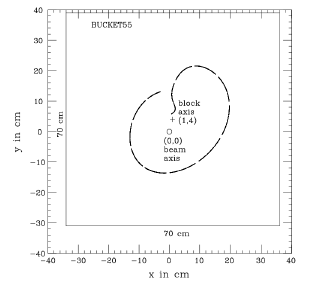 40
30
20
10
0
−10
−20
−30
−40
y in cm
BUCKET55
70 cm
block
axis
(1,4)
(0,0)
beam
axis
70 cm
−40 −30 −20 −10 0 10 20 30 40
x in cm